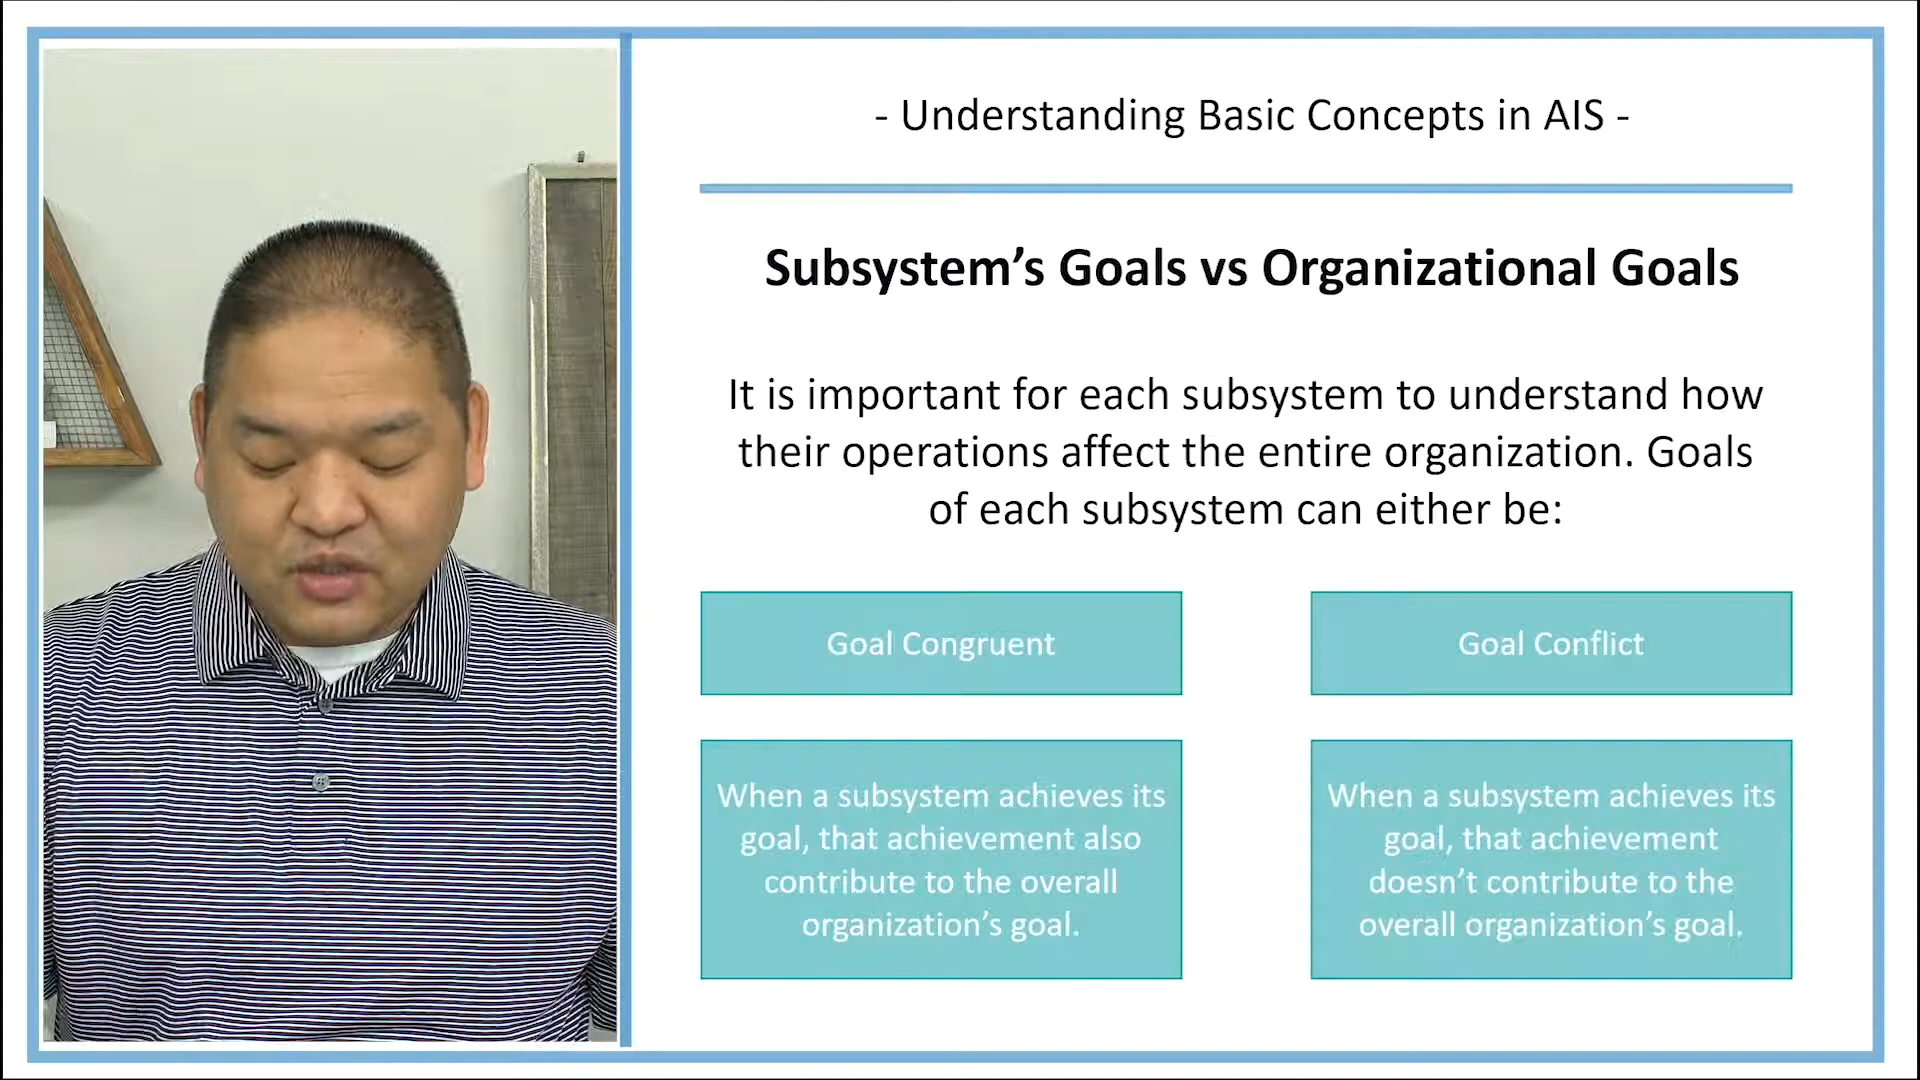 - Understanding Basic Concepts in AIS -
Subsystem’s Goals vs Organizational Goals
It is important for each subsystem to understand how
their operations affect the entire organization. Goals
of each subsystem can either be:
Goal Congruent
When a subsystem achieves its
goal, that achievement also
contribute to the overall
organization’s goal.
Goal Conflict
When a subsystem achieves its
goal, that achievement
doesn’t contribute to the
overall organization’s goal.